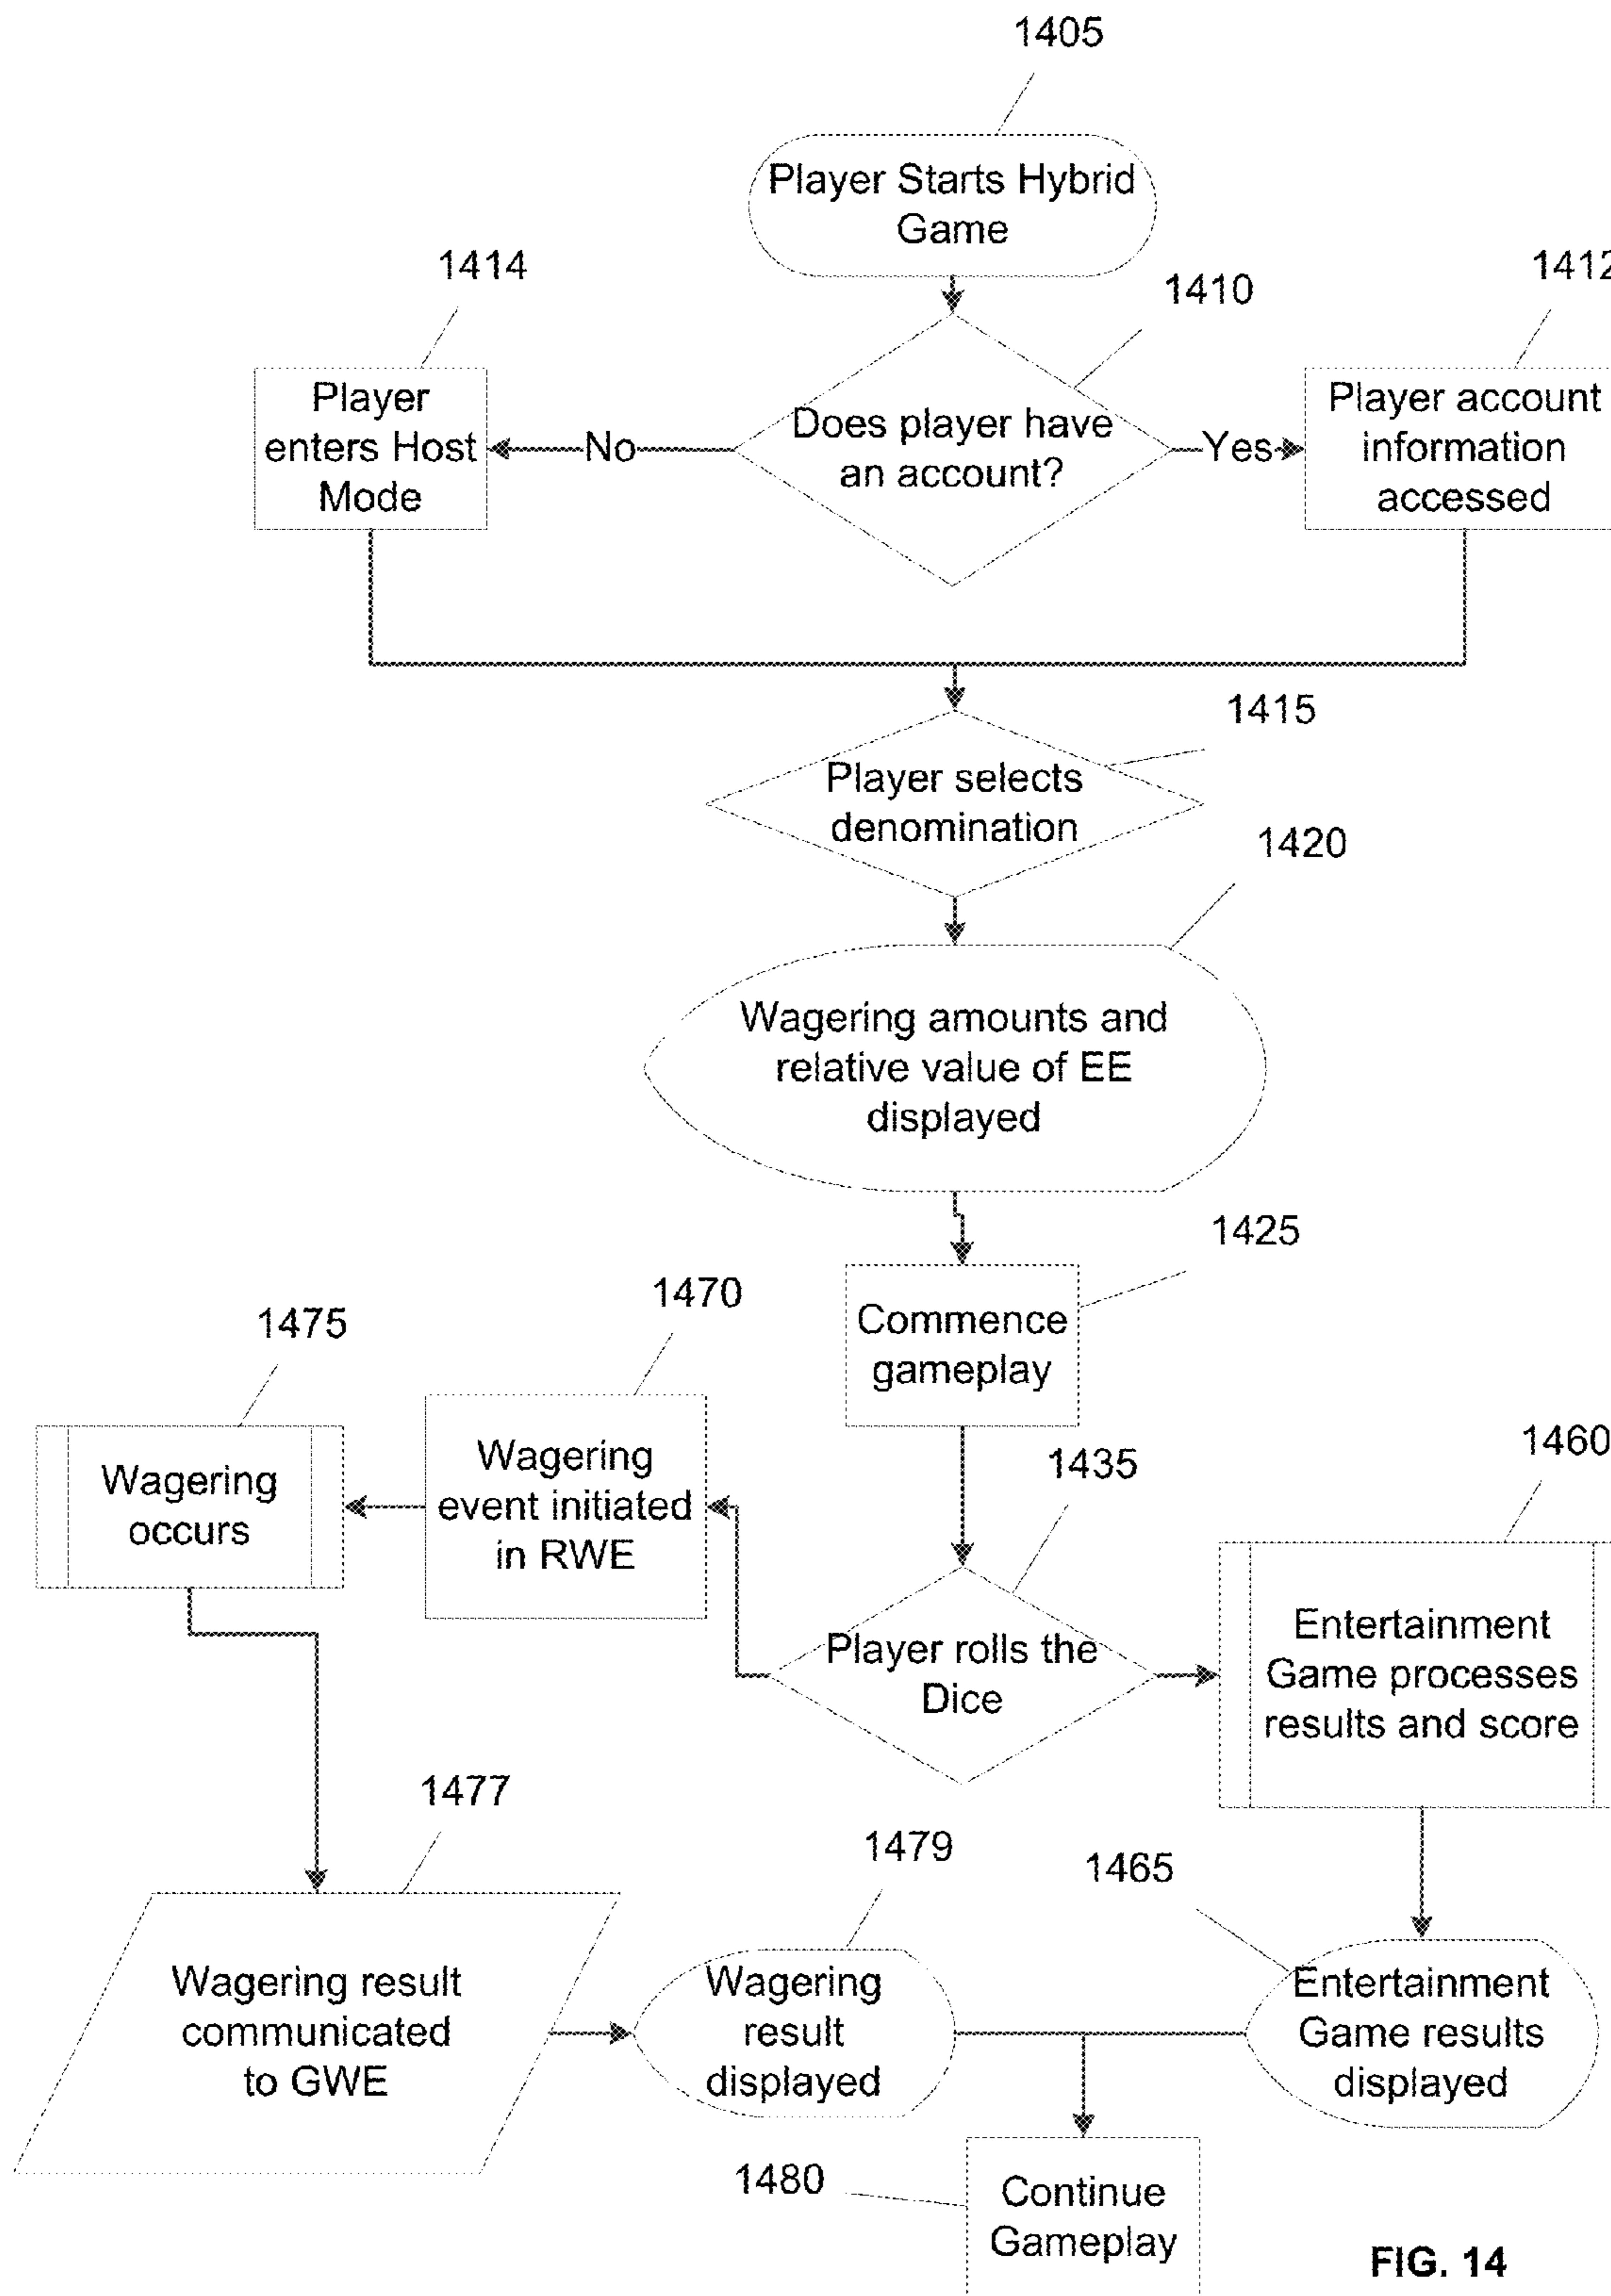 1405
Player Starts Hybrid
Game
1414
1410
1412
Player
enters Host
Mode
No
Does player have
an account?
Yes
Player account
information
accessed
1415
Player selects
denomination
1420
Wagering amounts and
relative value of EE
displayed
1425
Commence
gameplay
1475
1470
1435
1460
Wagering
occurs
Wagering
event initiated
in RWE
Player rolls the
Dice
Entertainment
Game processes
results and score
1477
1479
1465
Wagering result
communicated
to GWE
Wagering
result
displayed
Entertainment
Game results
displayed
1480
Continue
Gameplay
FIG. 14